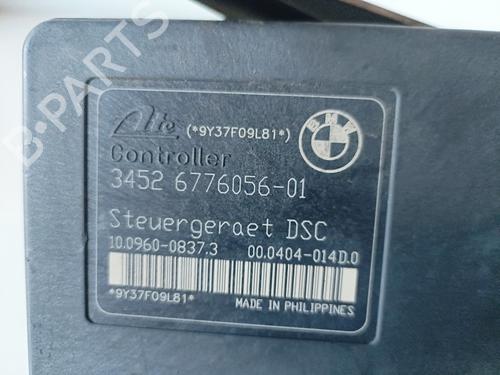 Ate (*9Y37F09L81*)
BMW
Controller
3452 6776056-01
Steuergeraet DSC
10.0960-0837.3 00.0404-014D.0
*9Y37F09L81* MADE IN PHILIPPINES
B-PARTS